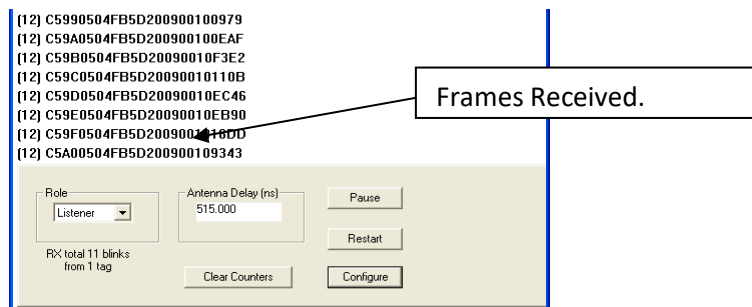 (12) C5990504FB5D200900100979
(12) C59A0504FB5D200900100EAF
(12) C59B0504FB5D20090010F3E2
(12) C59C0504FB5D20090010110B
(12) C59D0504FB5D20090010EC46
(12) C59E0504FB5D20090010EB90
(12) C5A00504FB5D200900109343
Frames Received.
Role
Listener
RX total 11 blinks
from 1 tag
Antenna Delay (ns)
515.000
Clear Counters
Pause
Restart
Configure